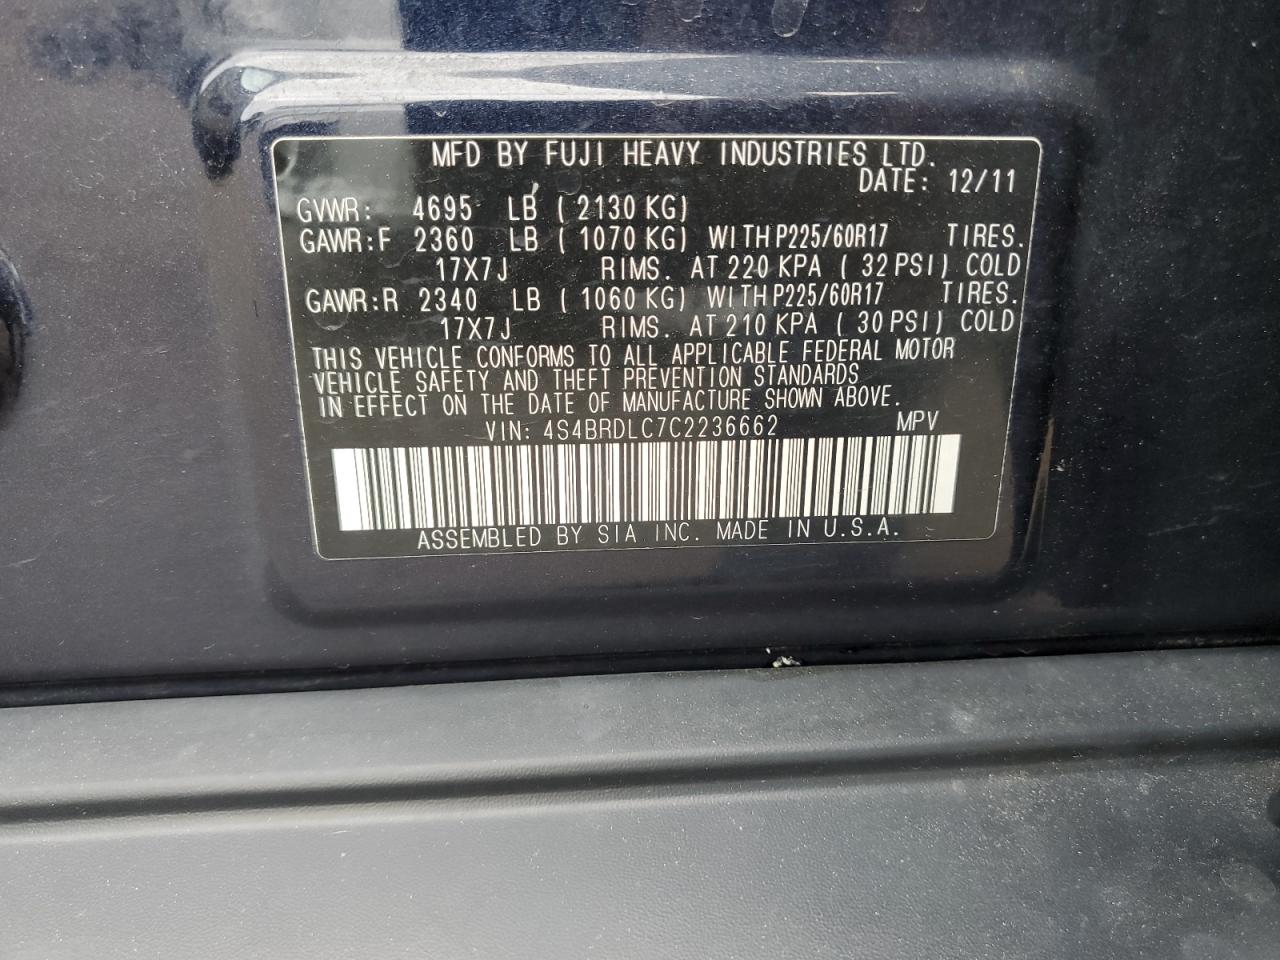 MFD BY FUJI HEAVY INDUSTRIES LTD.
DATE: 12/11
GVWR: 4695 LB (2130 KG)
GAWR:F 2360 LB (1070 KG) WITH P225/60R17 TIRES.
17X7J RIMS. AT 220 KPA (32 PSI) COLD
GAWR:R 2340 LB (1060 KG) WITH P225/60R17 TIRES.
17X7J RIMS. AT 210 KPA (30 PSI) COLD
THIS VEHICLE CONFORMS TO ALL APPLICABLE FEDERAL MOTOR
VEHICLE SAFETY AND THEFT PREVENTION STANDARDS
IN EFFECT ON THE DATE OF MANUFACTURE SHOWN ABOVE.
VIN: 4S4BRDLC7C2236662 MPV
ASSEMBLED BY SIA INC. MADE IN U.S.A.